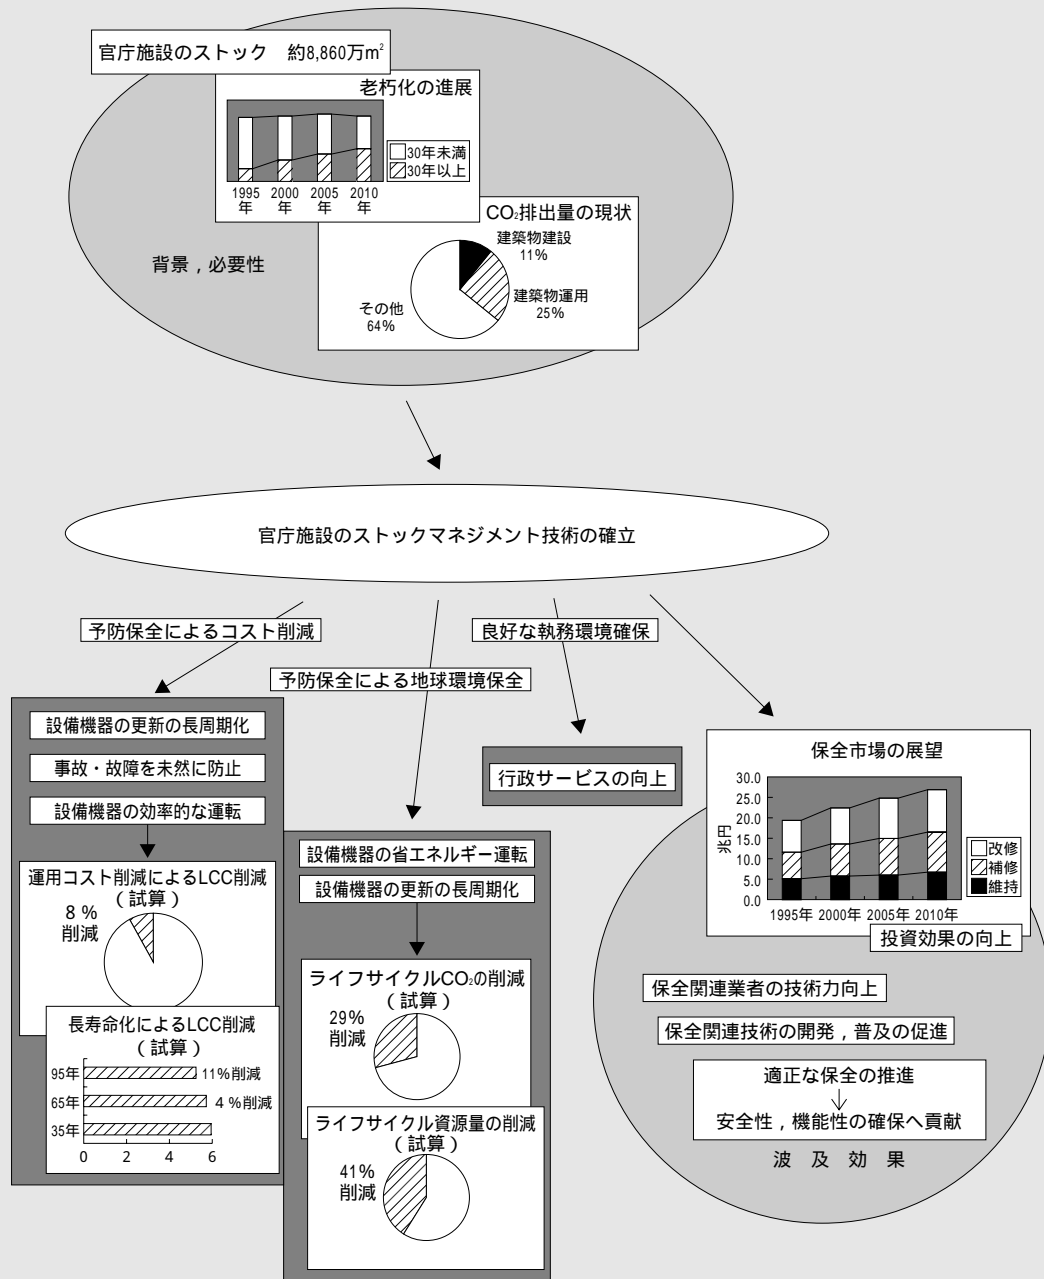 官庁施設のストック　約8,860万m²
老朽化の進展
30年未満
30年以上
1995年
2000年
2005年
2010年
CO₂排出量の現状
建築物建設
11%
建築物運用
25%
その他
64%
背景，必要性
官庁施設のストックマネジメント技術の確立
予防保全によるコスト削減
予防保全による地球環境保全
良好な執務環境確保
設備機器の更新の長周期化
事故・故障を未然に防止
設備機器の効率的な運転
運用コスト削減によるLCC削減
（試算）
8％
削減
長寿命化によるLCC削減
（試算）
95年
11%削減
65年
4％削減
35年
0 2 4 6
設備機器の省エネルギー運転
設備機器の更新の長周期化
ライフサイクルCO₂の削減
（試算）
29%
削減
ライフサイクル資源量の削減
（試算）
41%
削減
行政サービスの向上
保全市場の展望
兆円
30.0
25.0
20.0
15.0
10.0
5.0
0.0
1995年 2000年 2005年 2010年
改修
補修
維持
投資効果の向上
保全関連業者の技術力向上
保全関連技術の開発，普及の促進
適正な保全の推進
↓
安全性，機能性の確保へ貢献
波及効果